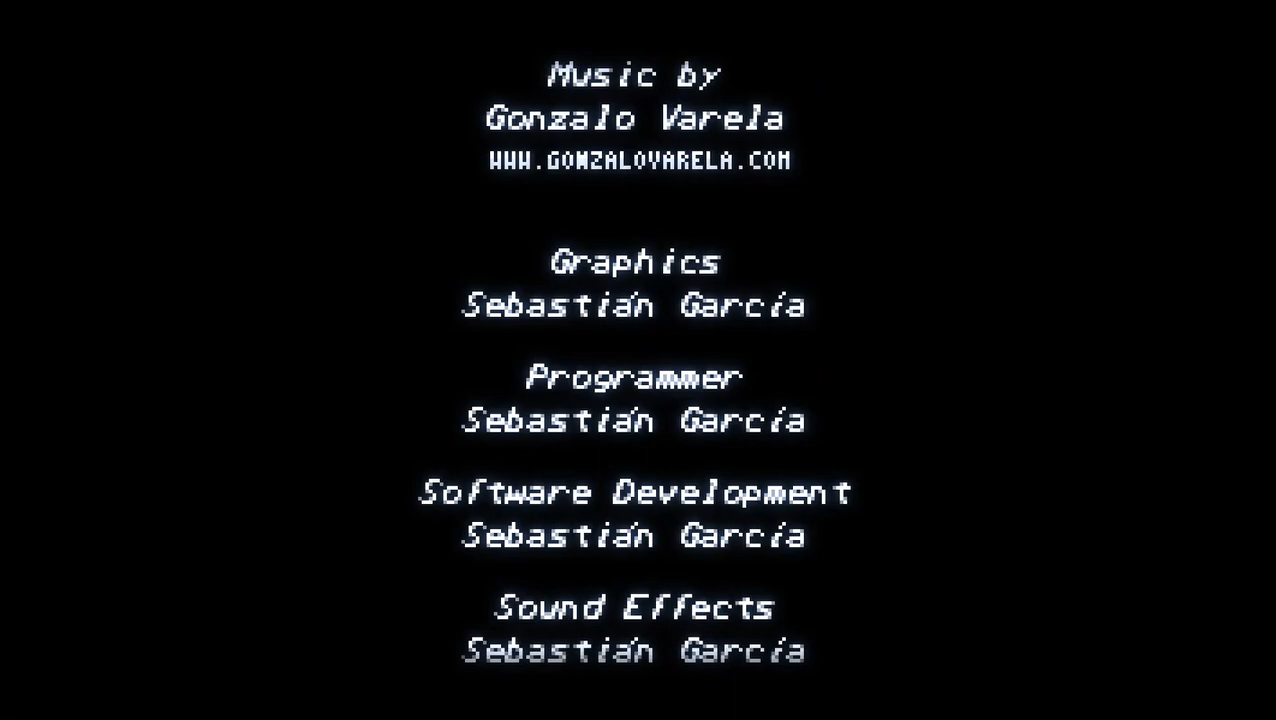 Music by
Gonzalo Varela
WWW.GONZALOVARELA.COM
Graphics
Sebastián García
Programmer
Sebastián García
Software Development
Sebastián García
Sound Effects
Sebastián García